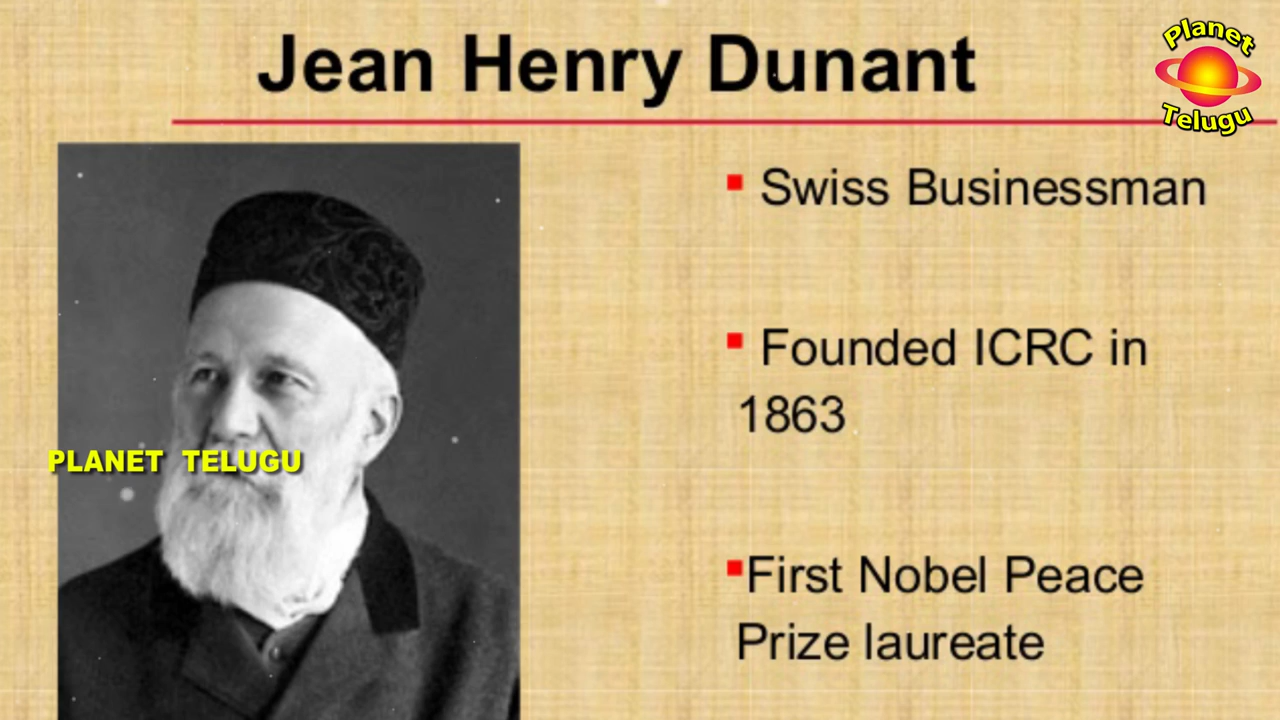 Jean Henry Dunant
Planet
Telugu
Swiss Businessman
Founded ICRC in
1863
PLANET TELUGU
First Nobel Peace
Prize laureate